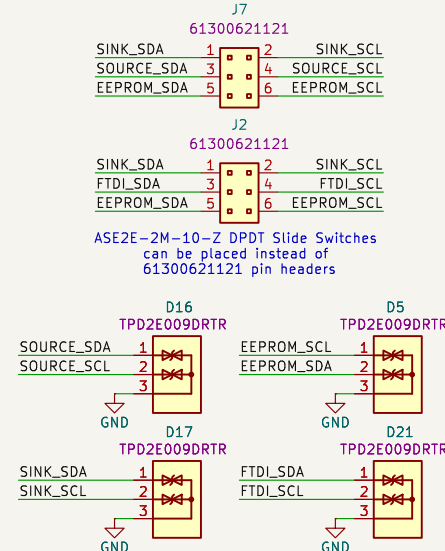 J7
61300621121
SINK_SDA 1 2 SINK_SCL
SOURCE_SDA 3 4 SOURCE_SCL
EEPROM_SDA 5 6 EEPROM_SCL
J2
61300621121
SINK_SDA 1 2 SINK_SCL
FTDI_SDA 3 4 FTDI_SCL
EEPROM_SDA 5 6 EEPROM_SCL
ASE2E-2M-10-Z DPDT Slide Switches
can be placed instead of
61300621121 pin headers
D16
TPD2E009DRTR
SOURCE_SDA 1
SOURCE_SCL 2
3
GND
D5
TPD2E009DRTR
EEPROM_SCL 1
EEPROM_SDA 2
3
GND
D17
TPD2E009DRTR
SINK_SDA 1
SINK_SCL 2
3
GND
D21
TPD2E009DRTR
FTDI_SDA 1
FTDI_SCL 2
3
GND